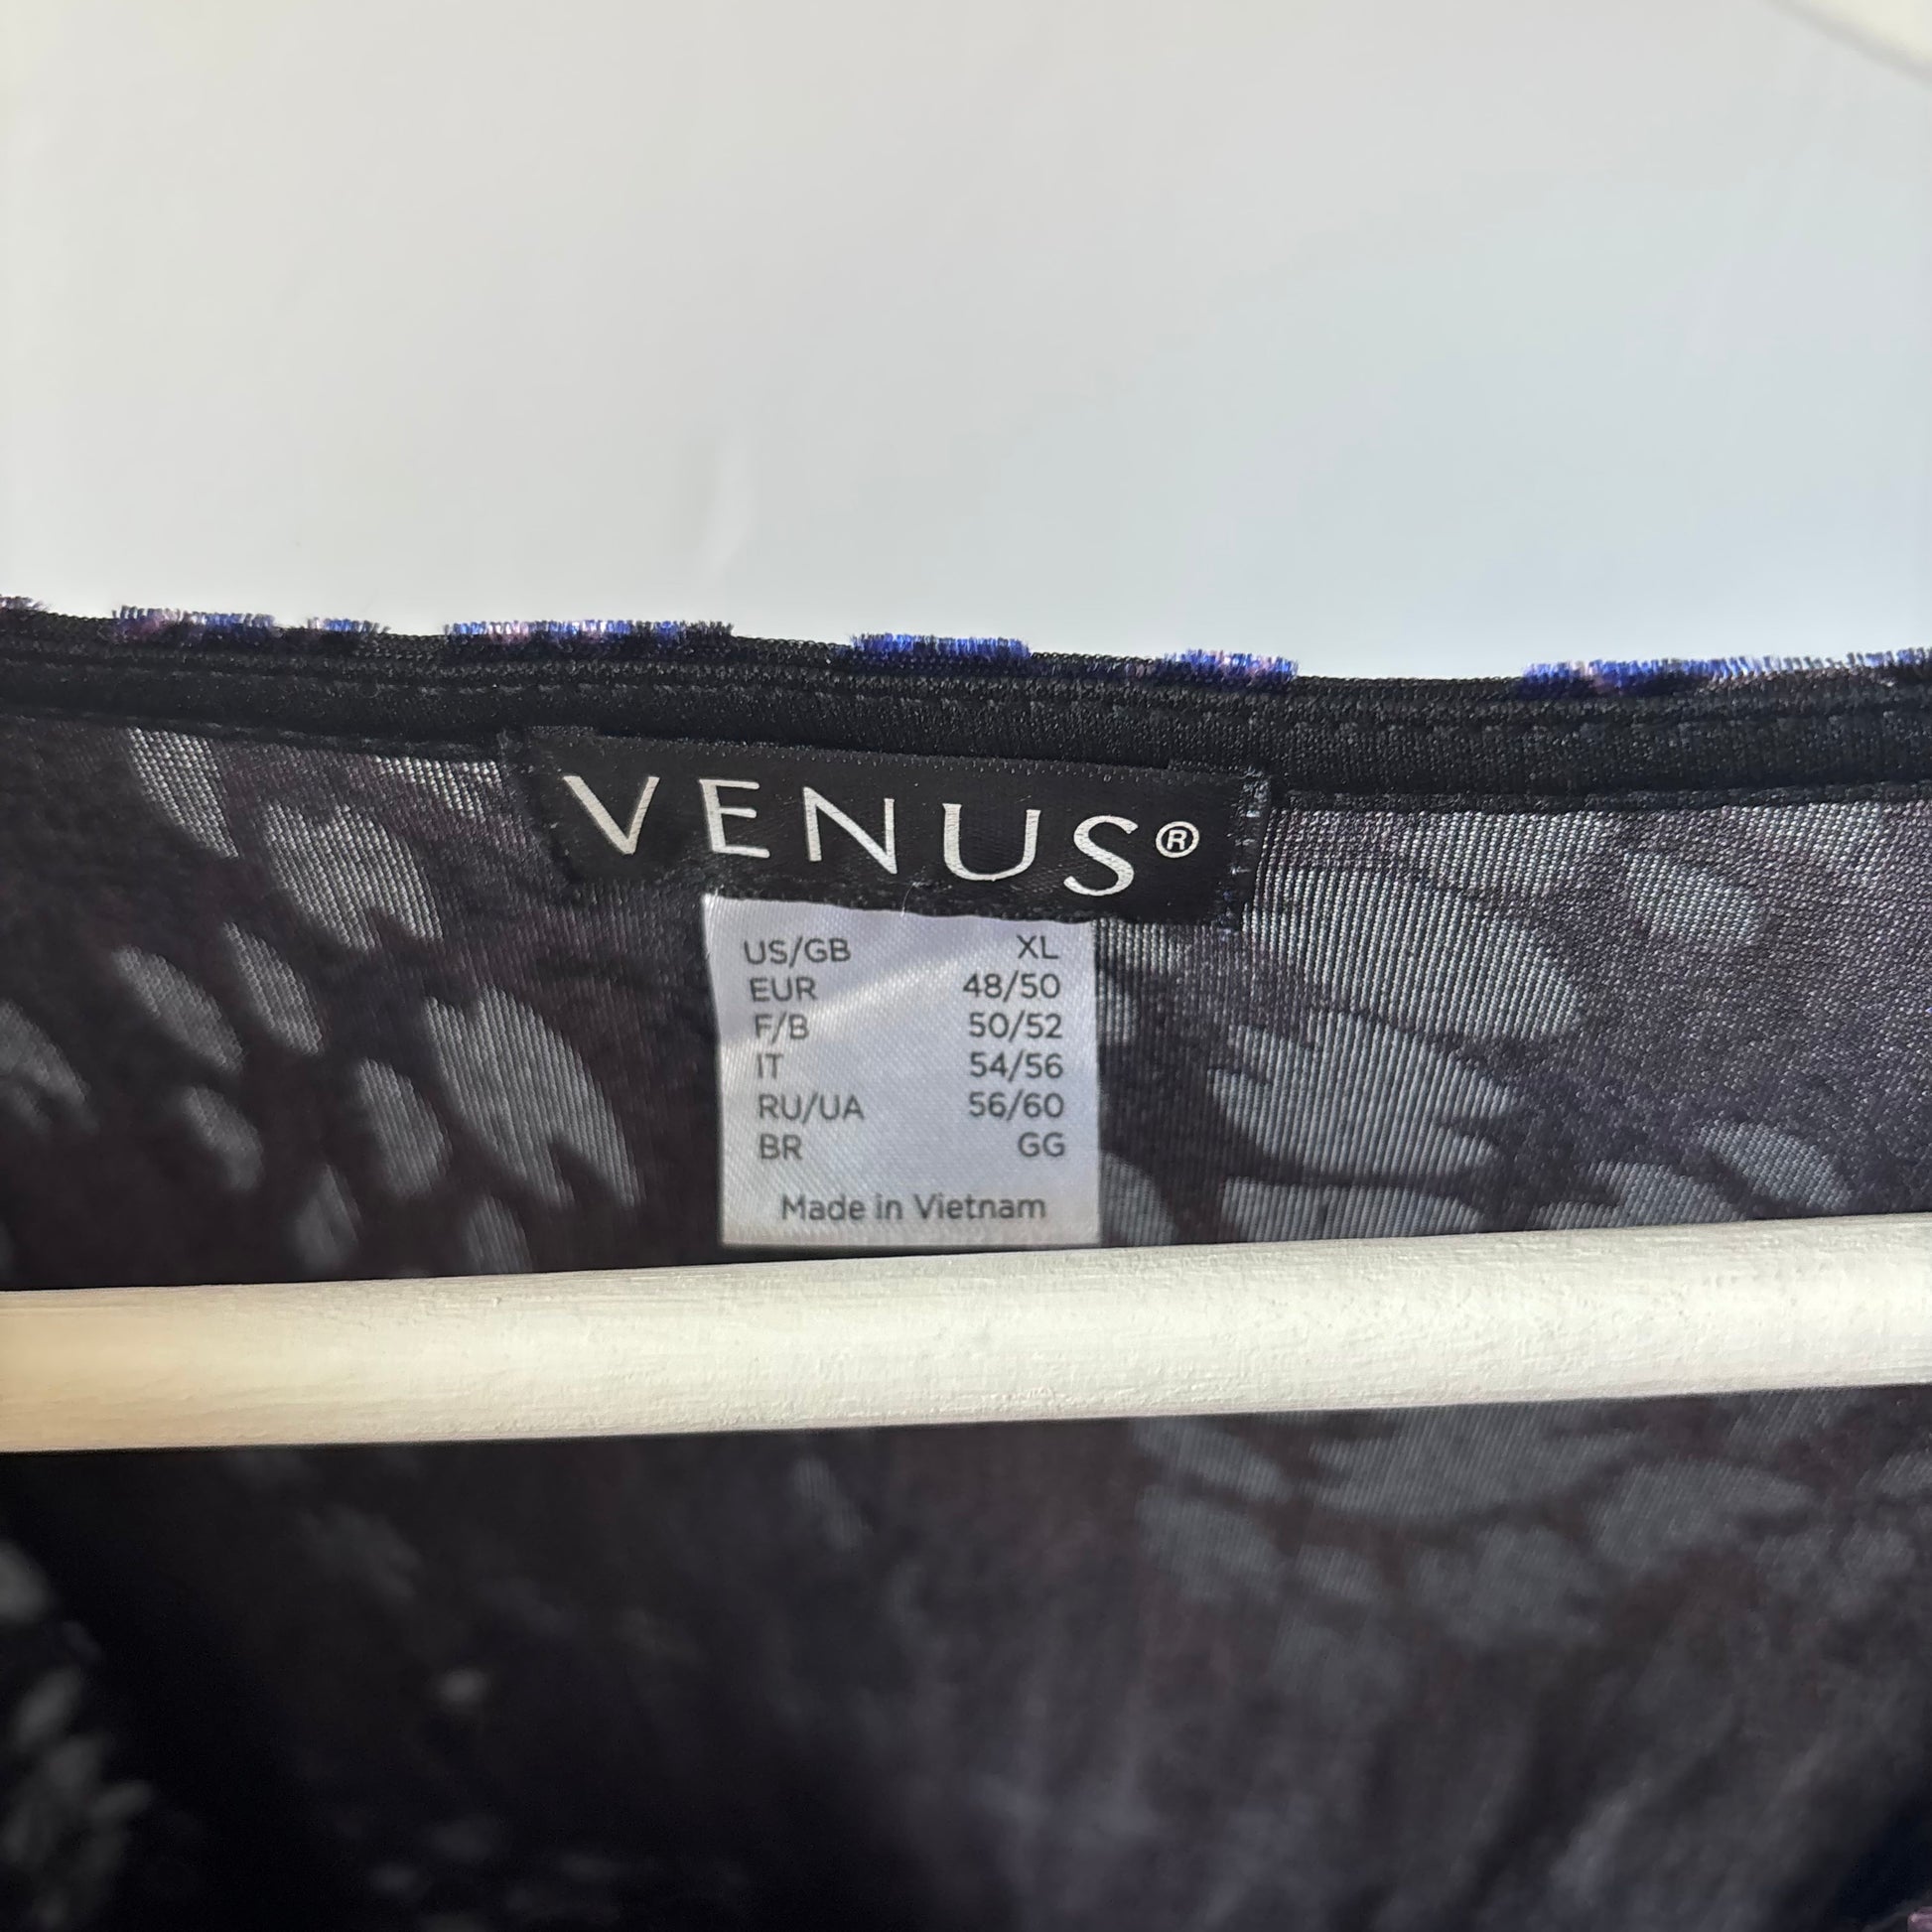 VENUS®
US/GB XL
EUR 48/50
F/B 50/52
IT 54/56
RU/UA 56/60
BR GG
Made in Vietnam